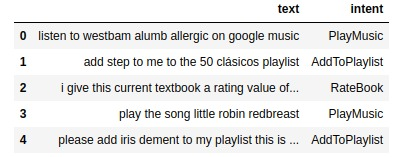 text intent
0 listen to westbam alumb allergic on google music PlayMusic
1 add step to me to the 50 clásicos playlist AddToPlaylist
2 i give this current textbook a rating value of... RateBook
3 play the song little robin redbreast PlayMusic
4 please add iris dement to my playlist this is ... AddToPlaylist